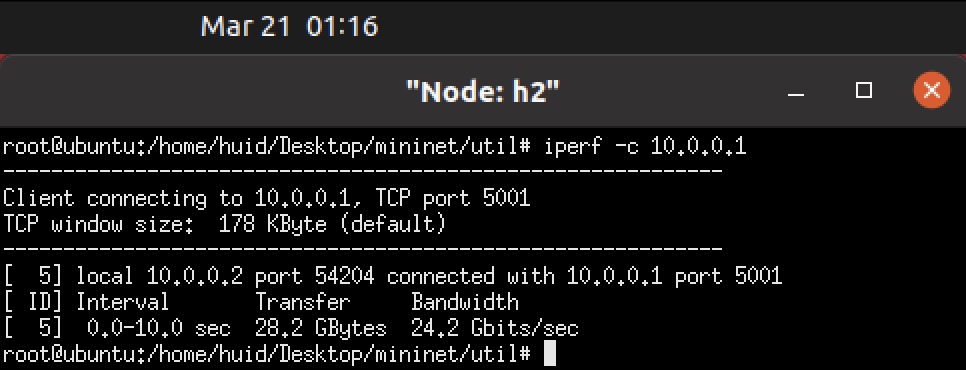 Mar 21 01:16
"Node: h2"
root@ubuntu:/home/huid/Desktop/mininet/util# iperf -c 10.0.0.1
------------------------------------------------------------
Client connecting to 10.0.0.1, TCP port 5001
TCP window size:  178 KByte (default)
------------------------------------------------------------
[  5] local 10.0.0.2 port 54204 connected with 10.0.0.1 port 5001
[ ID] Interval       Transfer     Bandwidth
[  5]  0.0-10.0 sec  28.2 GBytes  24.2 Gbits/sec
root@ubuntu:/home/huid/Desktop/mininet/util#